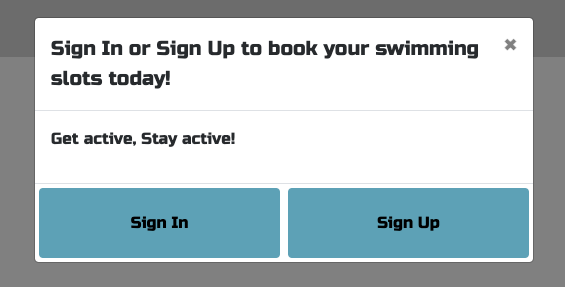 Sign In or Sign Up to book your swimming
slots today!
×
Get active, Stay active!
Sign In
Sign Up